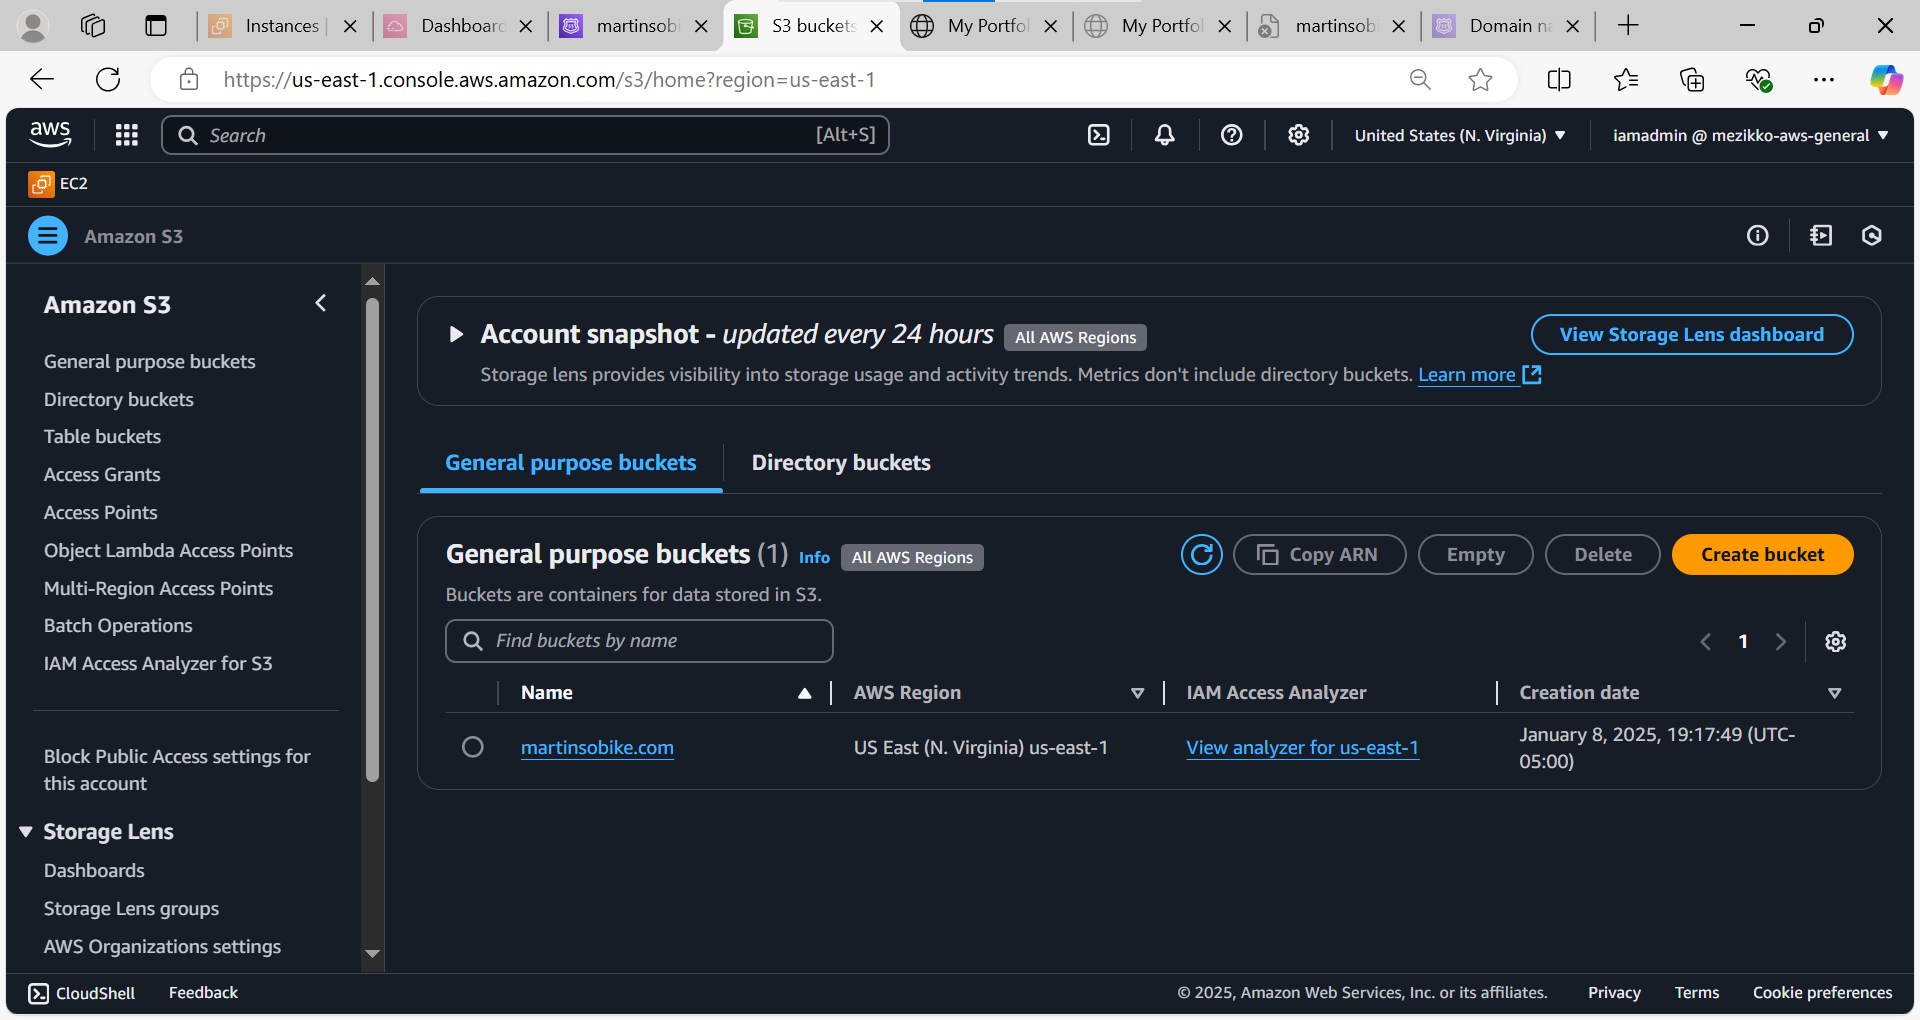 Instances
Dashboard
martinsobi
S3 buckets
My Portfol
My Portfol
martinsobi
Domain na
https://us-east-1.console.aws.amazon.com/s3/home?region=us-east-1
aws
Search
[Alt+S]
United States (N. Virginia)
iamadmin @ mezikko-aws-general
EC2
Amazon S3
Amazon S3
General purpose buckets
Directory buckets
Table buckets
Access Grants
Access Points
Object Lambda Access Points
Multi-Region Access Points
Batch Operations
IAM Access Analyzer for S3
Block Public Access settings for
this account
Storage Lens
Dashboards
Storage Lens groups
AWS Organizations settings
Account snapshot - updated every 24 hours
All AWS Regions
View Storage Lens dashboard
Storage lens provides visibility into storage usage and activity trends. Metrics don't include directory buckets. Learn more
General purpose buckets
Directory buckets
General purpose buckets (1)
Info
All AWS Regions
Copy ARN
Empty
Delete
Create bucket
Buckets are containers for data stored in S3.
Find buckets by name
1
Name
AWS Region
IAM Access Analyzer
Creation date
martinsobike.com
US East (N. Virginia) us-east-1
View analyzer for us-east-1
January 8, 2025, 19:17:49 (UTC-
05:00)
CloudShell
Feedback
© 2025, Amazon Web Services, Inc. or its affiliates.
Privacy
Terms
Cookie preferences